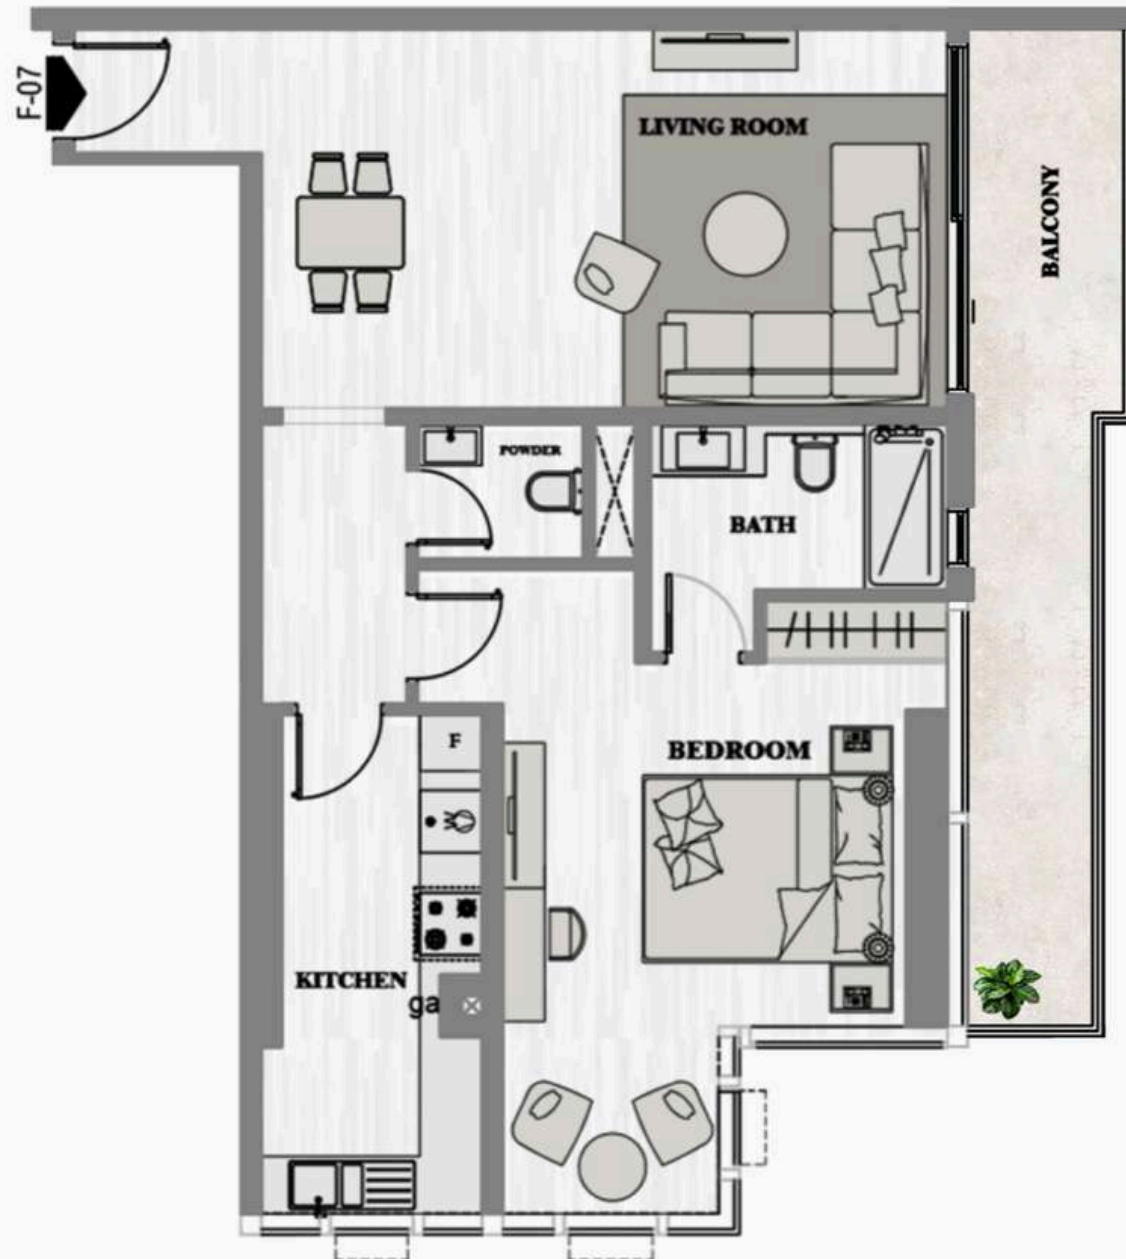 F-07
LIVING ROOM
BALCONY
POWDER
BATH
BEDROOM
F
W
KITCHEN
ga